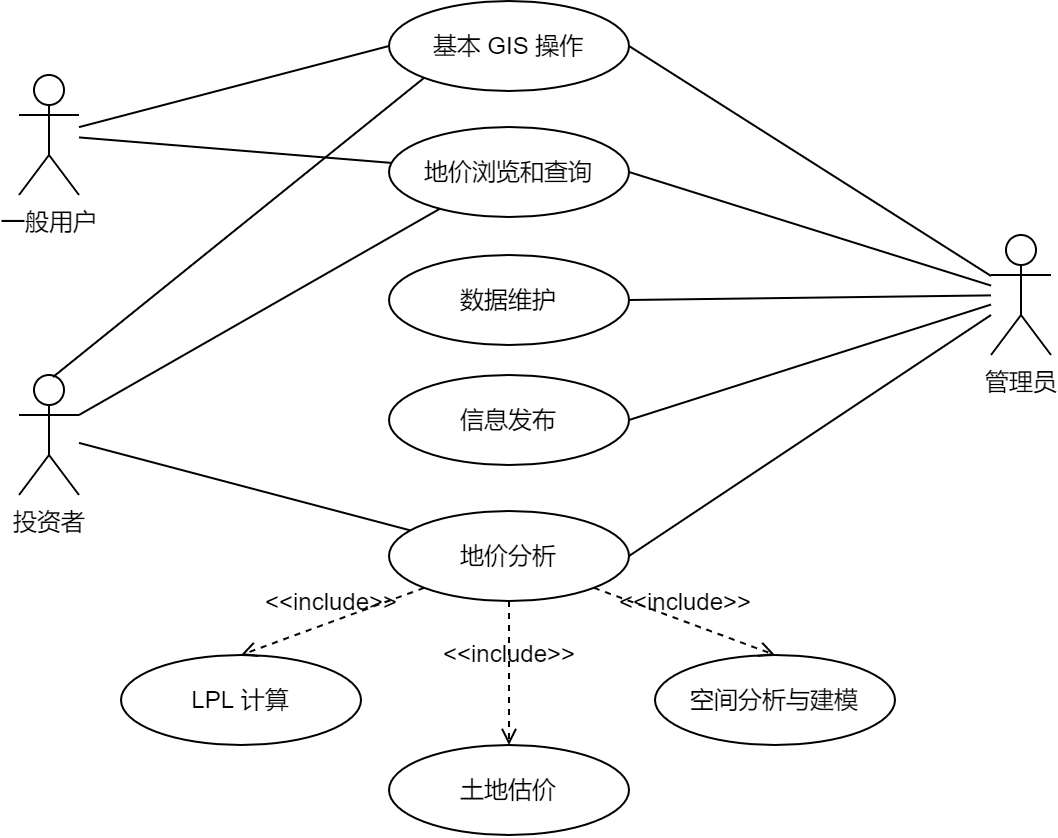 基本 GIS 操作
一般用户
地价浏览和查询
数据维护
管理员
信息发布
投资者
地价分析
<<include>>
<<include>>
<<include>>
LPL 计算
空间分析与建模
土地估价